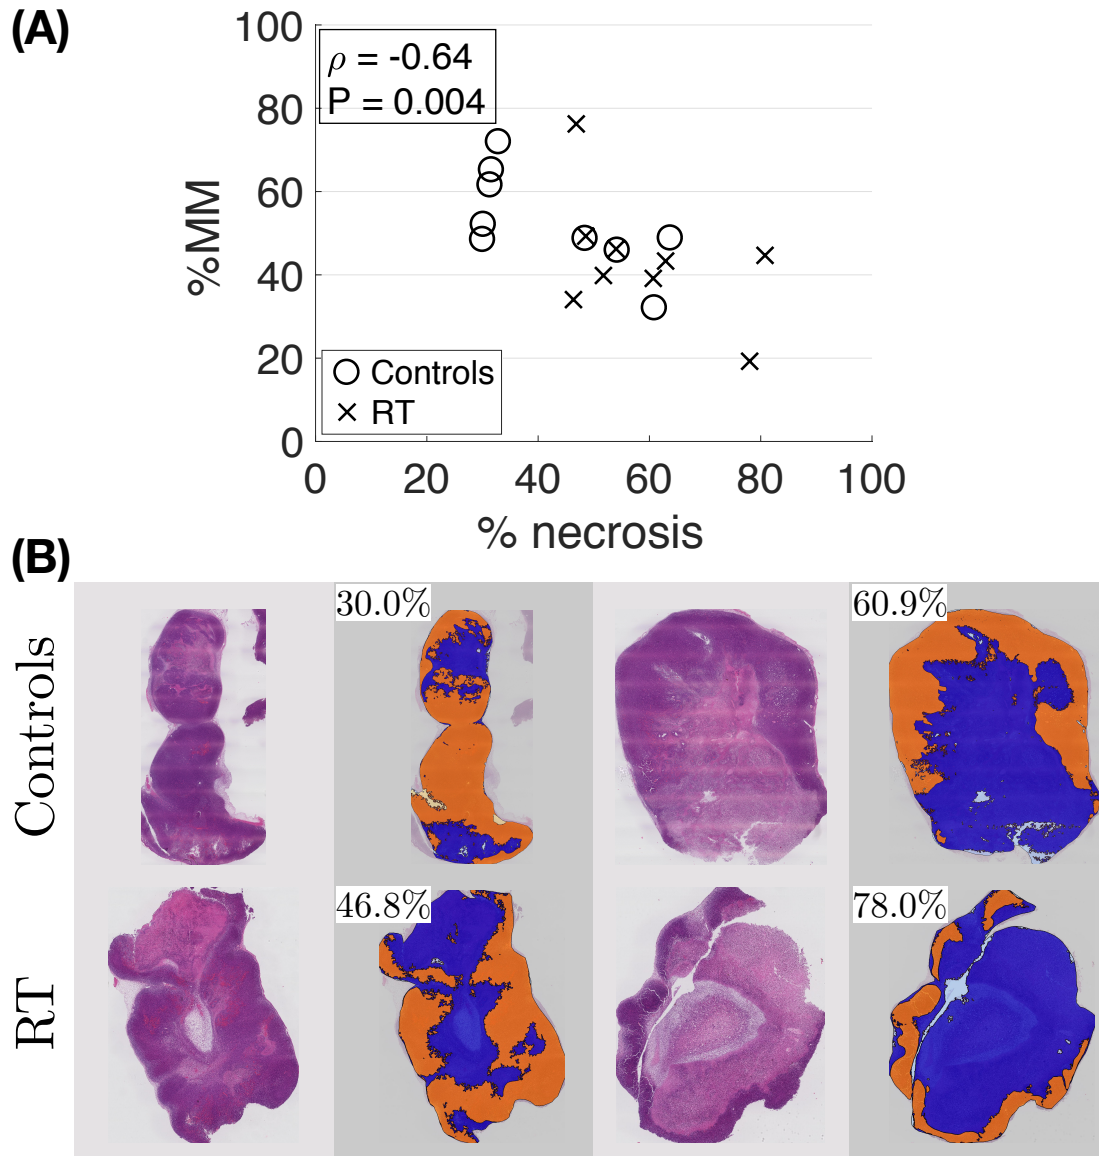 (A)
100
80
60
40
20
0
%MM
ρ = -0.64
P = 0.004
Controls
RT
0 20 40 60 80 100
% necrosis
(B)
Controls
30.0%
60.9%
RT
46.8%
78.0%